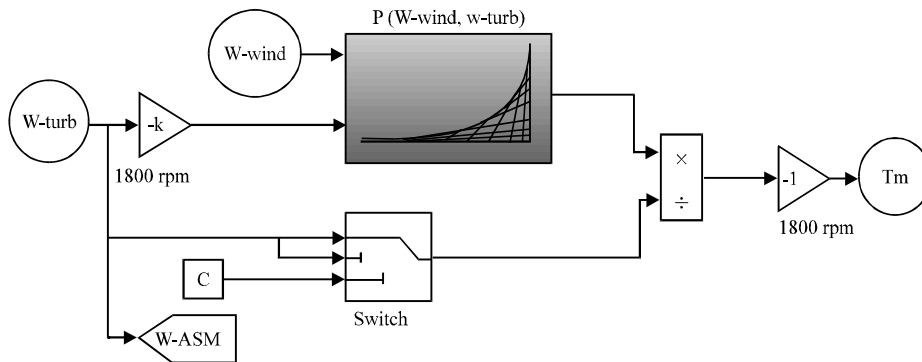 P (W-wind, w-turb)
W-wind
W-turb
-k
1800 rpm
×
÷
-1
Tm
1800 rpm
C
Switch
W-ASM